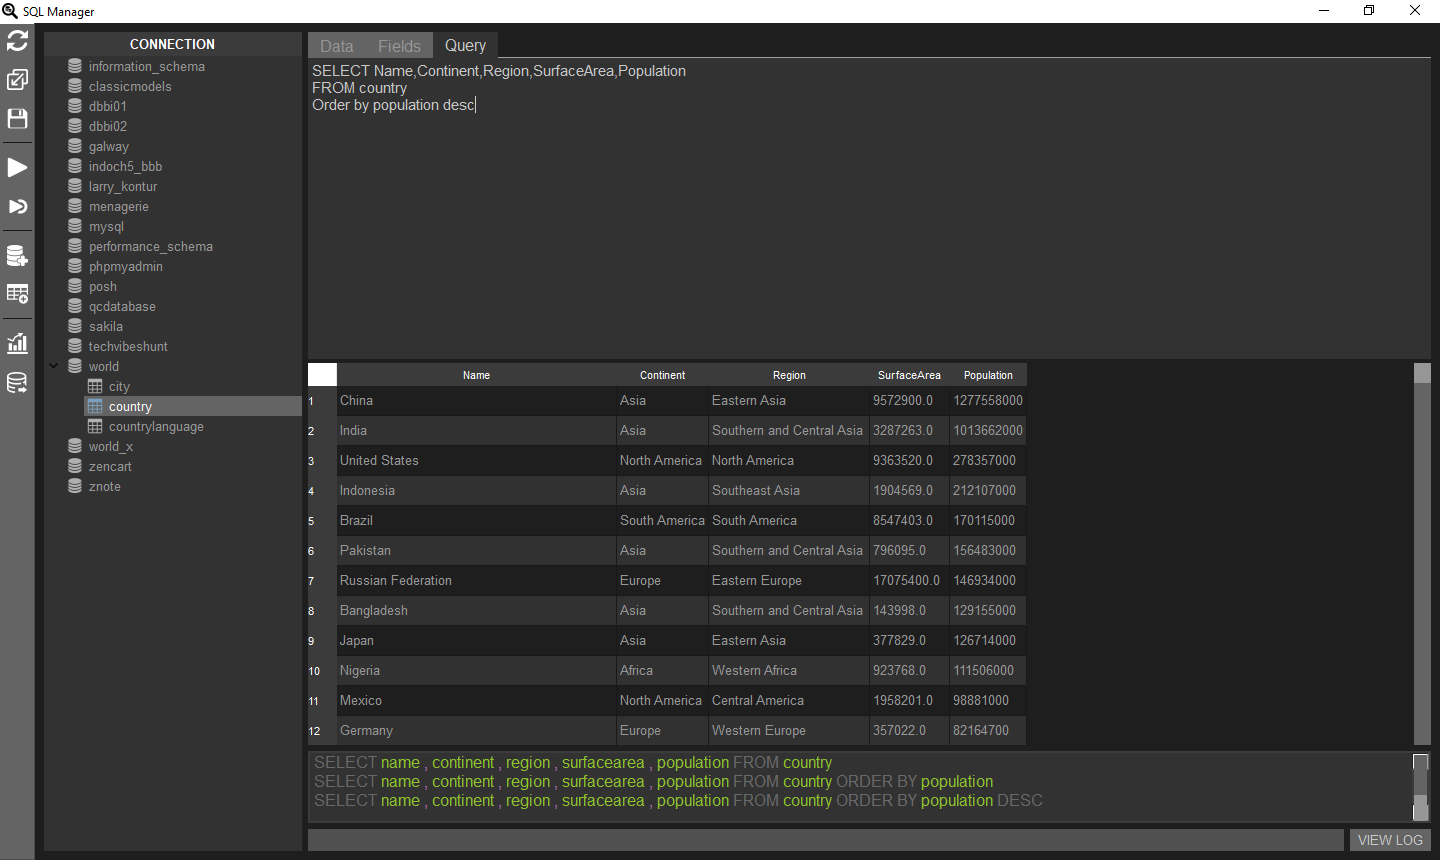 SQL Manager
CONNECTION
information_schema
classicmodels
dbbi01
dbbi02
galway
indoch5_bbb
larry_kontur
menagerie
mysql
performance_schema
phpmyadmin
posh
qcdatabase
sakila
techvibeshunt
world
city
country
countrylanguage
world_x
zencart
znote
Data Fields Query
SELECT Name,Continent,Region,SurfaceArea,Population
FROM country
Order by population desc
Name Continent Region SurfaceArea Population
1 China Asia Eastern Asia 9572900.0 1277558000
2 India Asia Southern and Central Asia 3287263.0 1013662000
3 United States North America North America 9363520.0 278357000
4 Indonesia Asia Southeast Asia 1904569.0 212107000
5 Brazil South America South America 8547403.0 170115000
6 Pakistan Asia Southern and Central Asia 796095.0 156483000
7 Russian Federation Europe Eastern Europe 17075400.0 146934000
8 Bangladesh Asia Southern and Central Asia 143998.0 129155000
9 Japan Asia Eastern Asia 377829.0 126714000
10 Nigeria Africa Western Africa 923768.0 111506000
11 Mexico North America Central America 1958201.0 98881000
12 Germany Europe Western Europe 357022.0 82164700
SELECT name , continent , region , surfacearea , population FROM country
SELECT name , continent , region , surfacearea , population FROM country ORDER BY population
SELECT name , continent , region , surfacearea , population FROM country ORDER BY population DESC
VIEW LOG